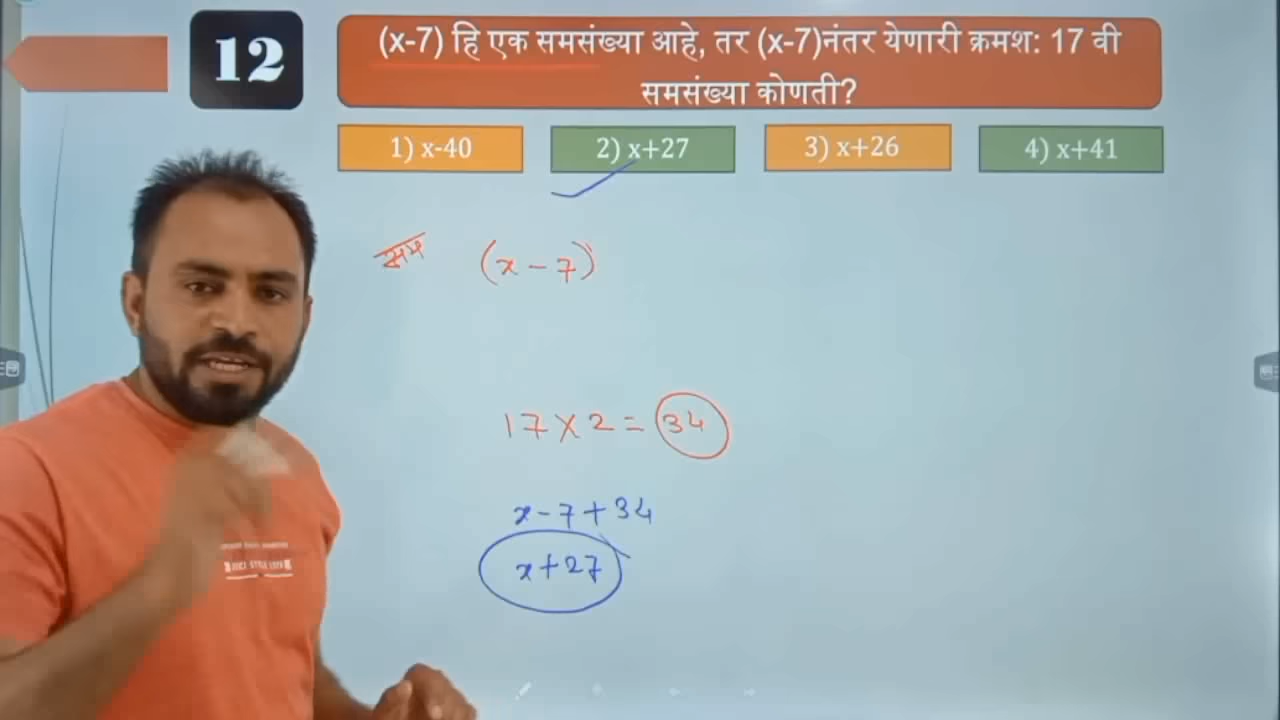 12
(x-7) हि एक समसंख्या आहे, तर (x-7)नंतर येणारी क्रमश: 17 वी
समसंख्या कोणती?
1) x-40
2) x+27
3) x+26
4) x+41
सम (x - 7)
17 × 2 = 34
x - 7 + 34
x + 27